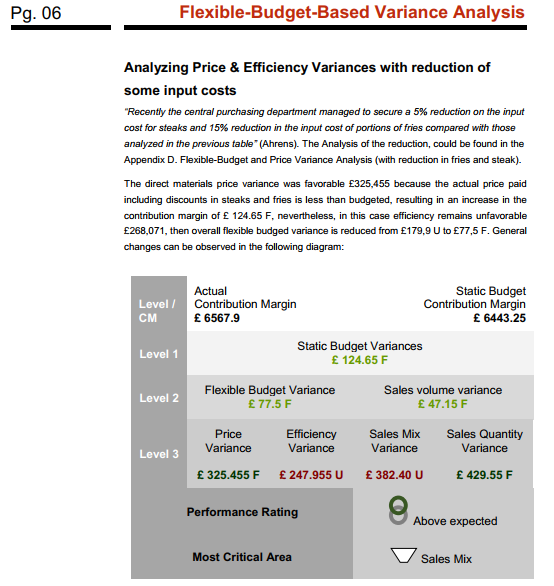 Pg. 06
Flexible-Budget-Based Variance Analysis
Analyzing Price & Efficiency Variances with reduction of
some input costs
“Recently the central purchasing department managed to secure a 5% reduction on the input
cost for steaks and 15% reduction in the input cost of portions of fries compared with those
analyzed in the previous table” (Ahrens). The Analysis of the reduction, could be found in the
Appendix D. Flexible-Budget and Price Variance Analysis (with reduction in fries and steak).
The direct materials price variance was favorable £325,455 because the actual price paid
including discounts in steaks and fries is less than budgeted, resulting in an increase in the
contribution margin of £ 124.65 F, nevertheless, in this case efficiency remains unfavorable
£268,071, then overall flexible budged variance is reduced from £179,9 U to £77,5 F. General
changes can be observed in the following diagram:
Level / CM
Actual Contribution Margin £ 6567.9
Static Budget Contribution Margin £ 6443.25
Level 1
Static Budget Variances
£ 124.65 F
Level 2
Flexible Budget Variance £ 77.5 F
Sales volume variance £ 47.15 F
Level 3
Price Variance £ 325.455 F
Efficiency Variance £ 247.955 U
Sales Mix Variance £ 382.40 U
Sales Quantity Variance £ 429.55 F
Performance Rating
Above expected
Most Critical Area
Sales Mix